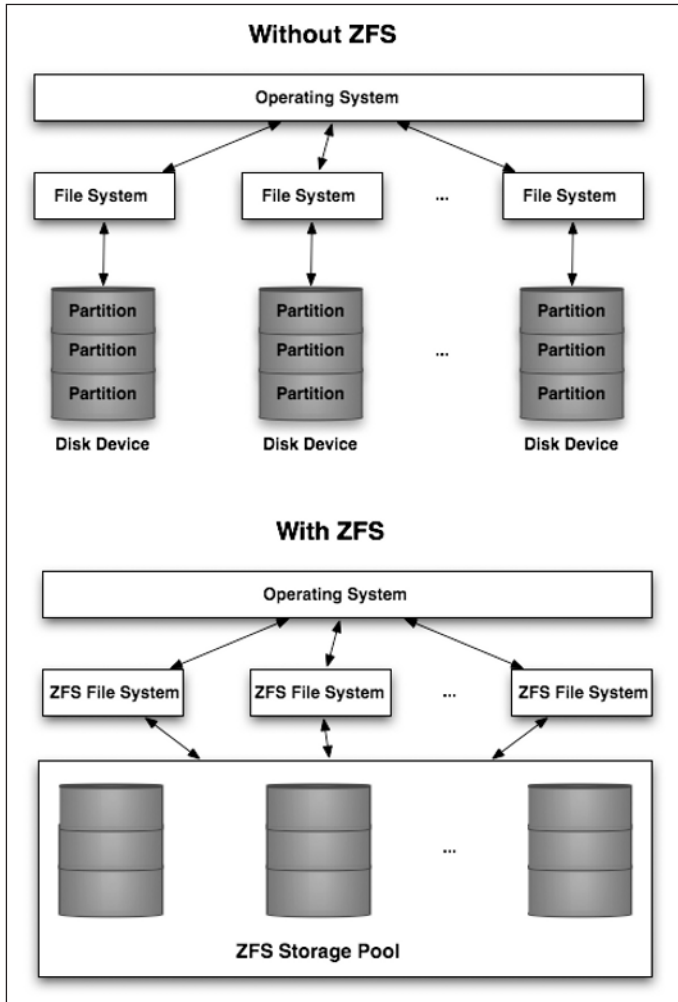 Without ZFS
Operating System
File System File System ... File System
Partition Partition Partition
Partition Partition ... Partition
Partition Partition Partition
Disk Device Disk Device Disk Device
With ZFS
Operating System
ZFS File System ZFS File System ... ZFS File System
...
ZFS Storage Pool